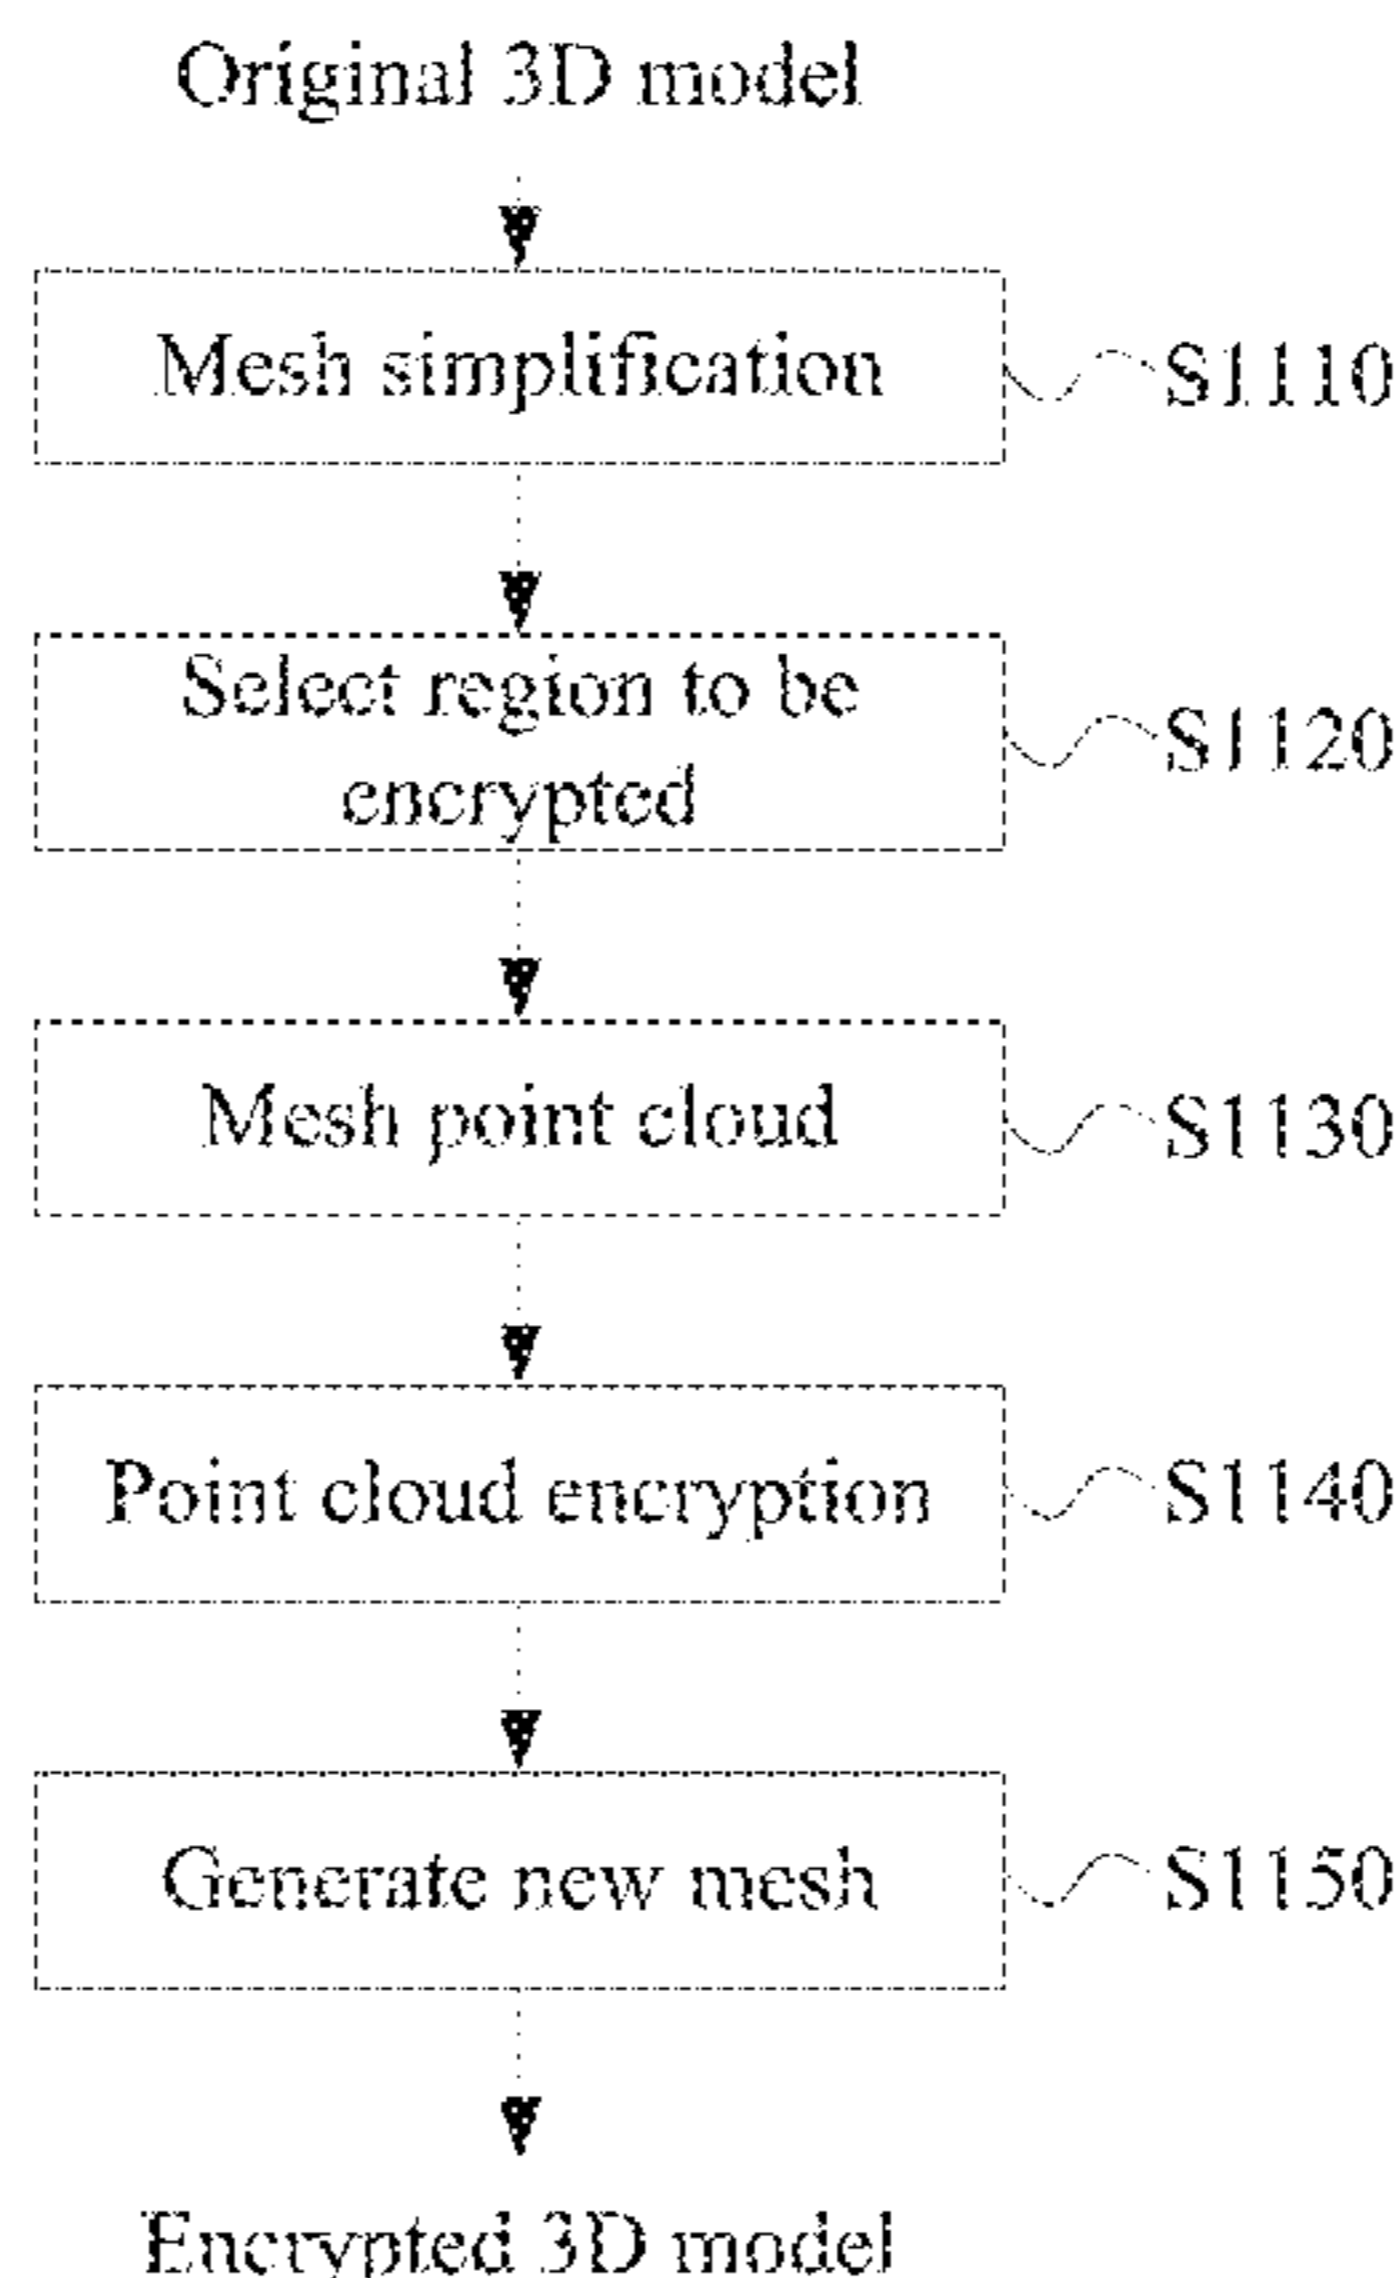 Original 3D model
Mesh simplification
S1110
Select region to be
encrypted
S1120
Mesh point cloud
S1130
Point cloud encryption
S1140
Generate new mesh
S1150
Encrypted 3D model